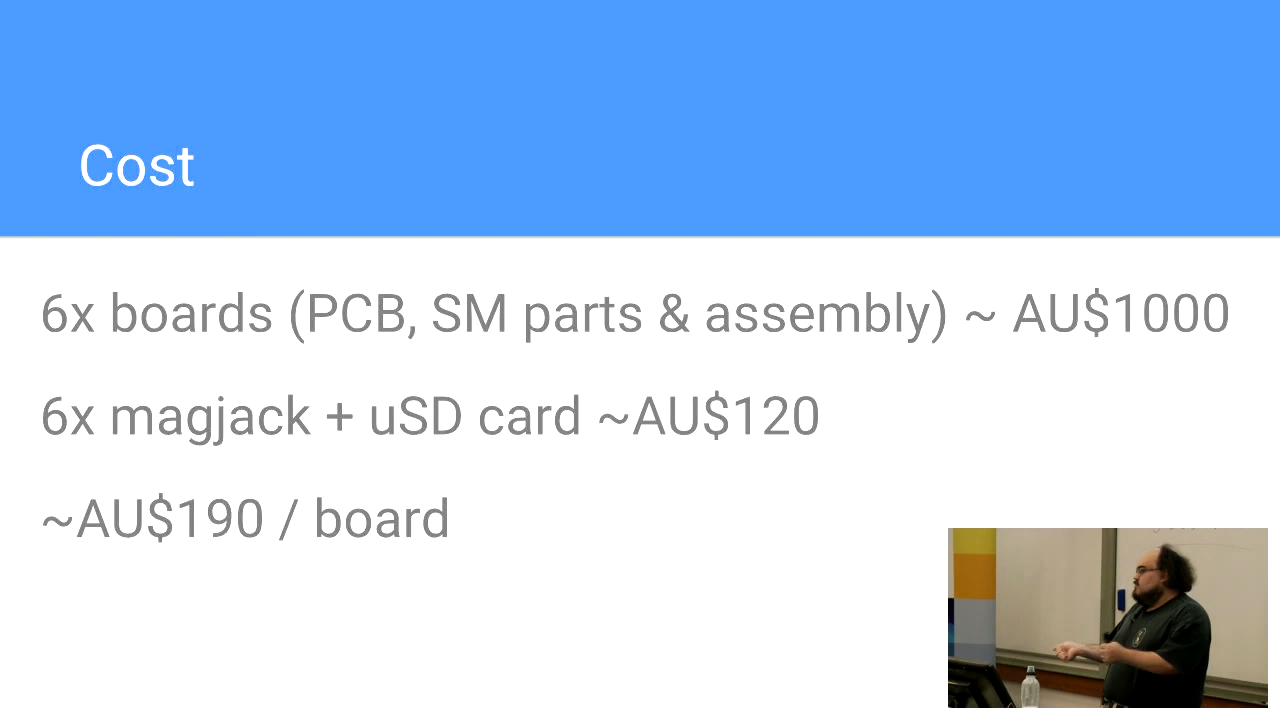 Cost
6x boards (PCB, SM parts & assembly) ~ AU$1000
6x magjack + uSD card ~AU$120
~AU$190 / board